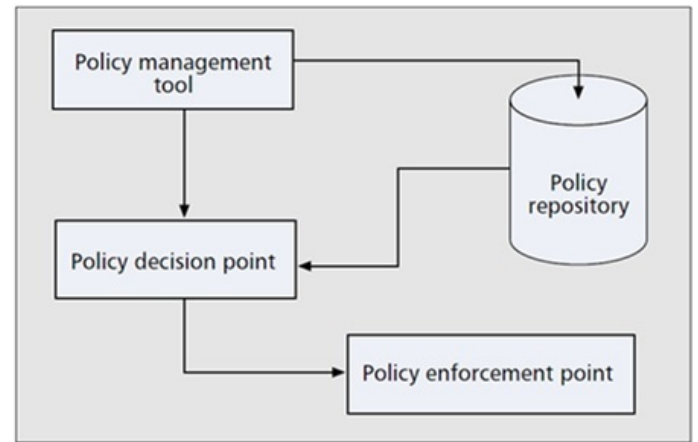 Policy management
tool
Policy
repository
Policy decision point
Policy enforcement point